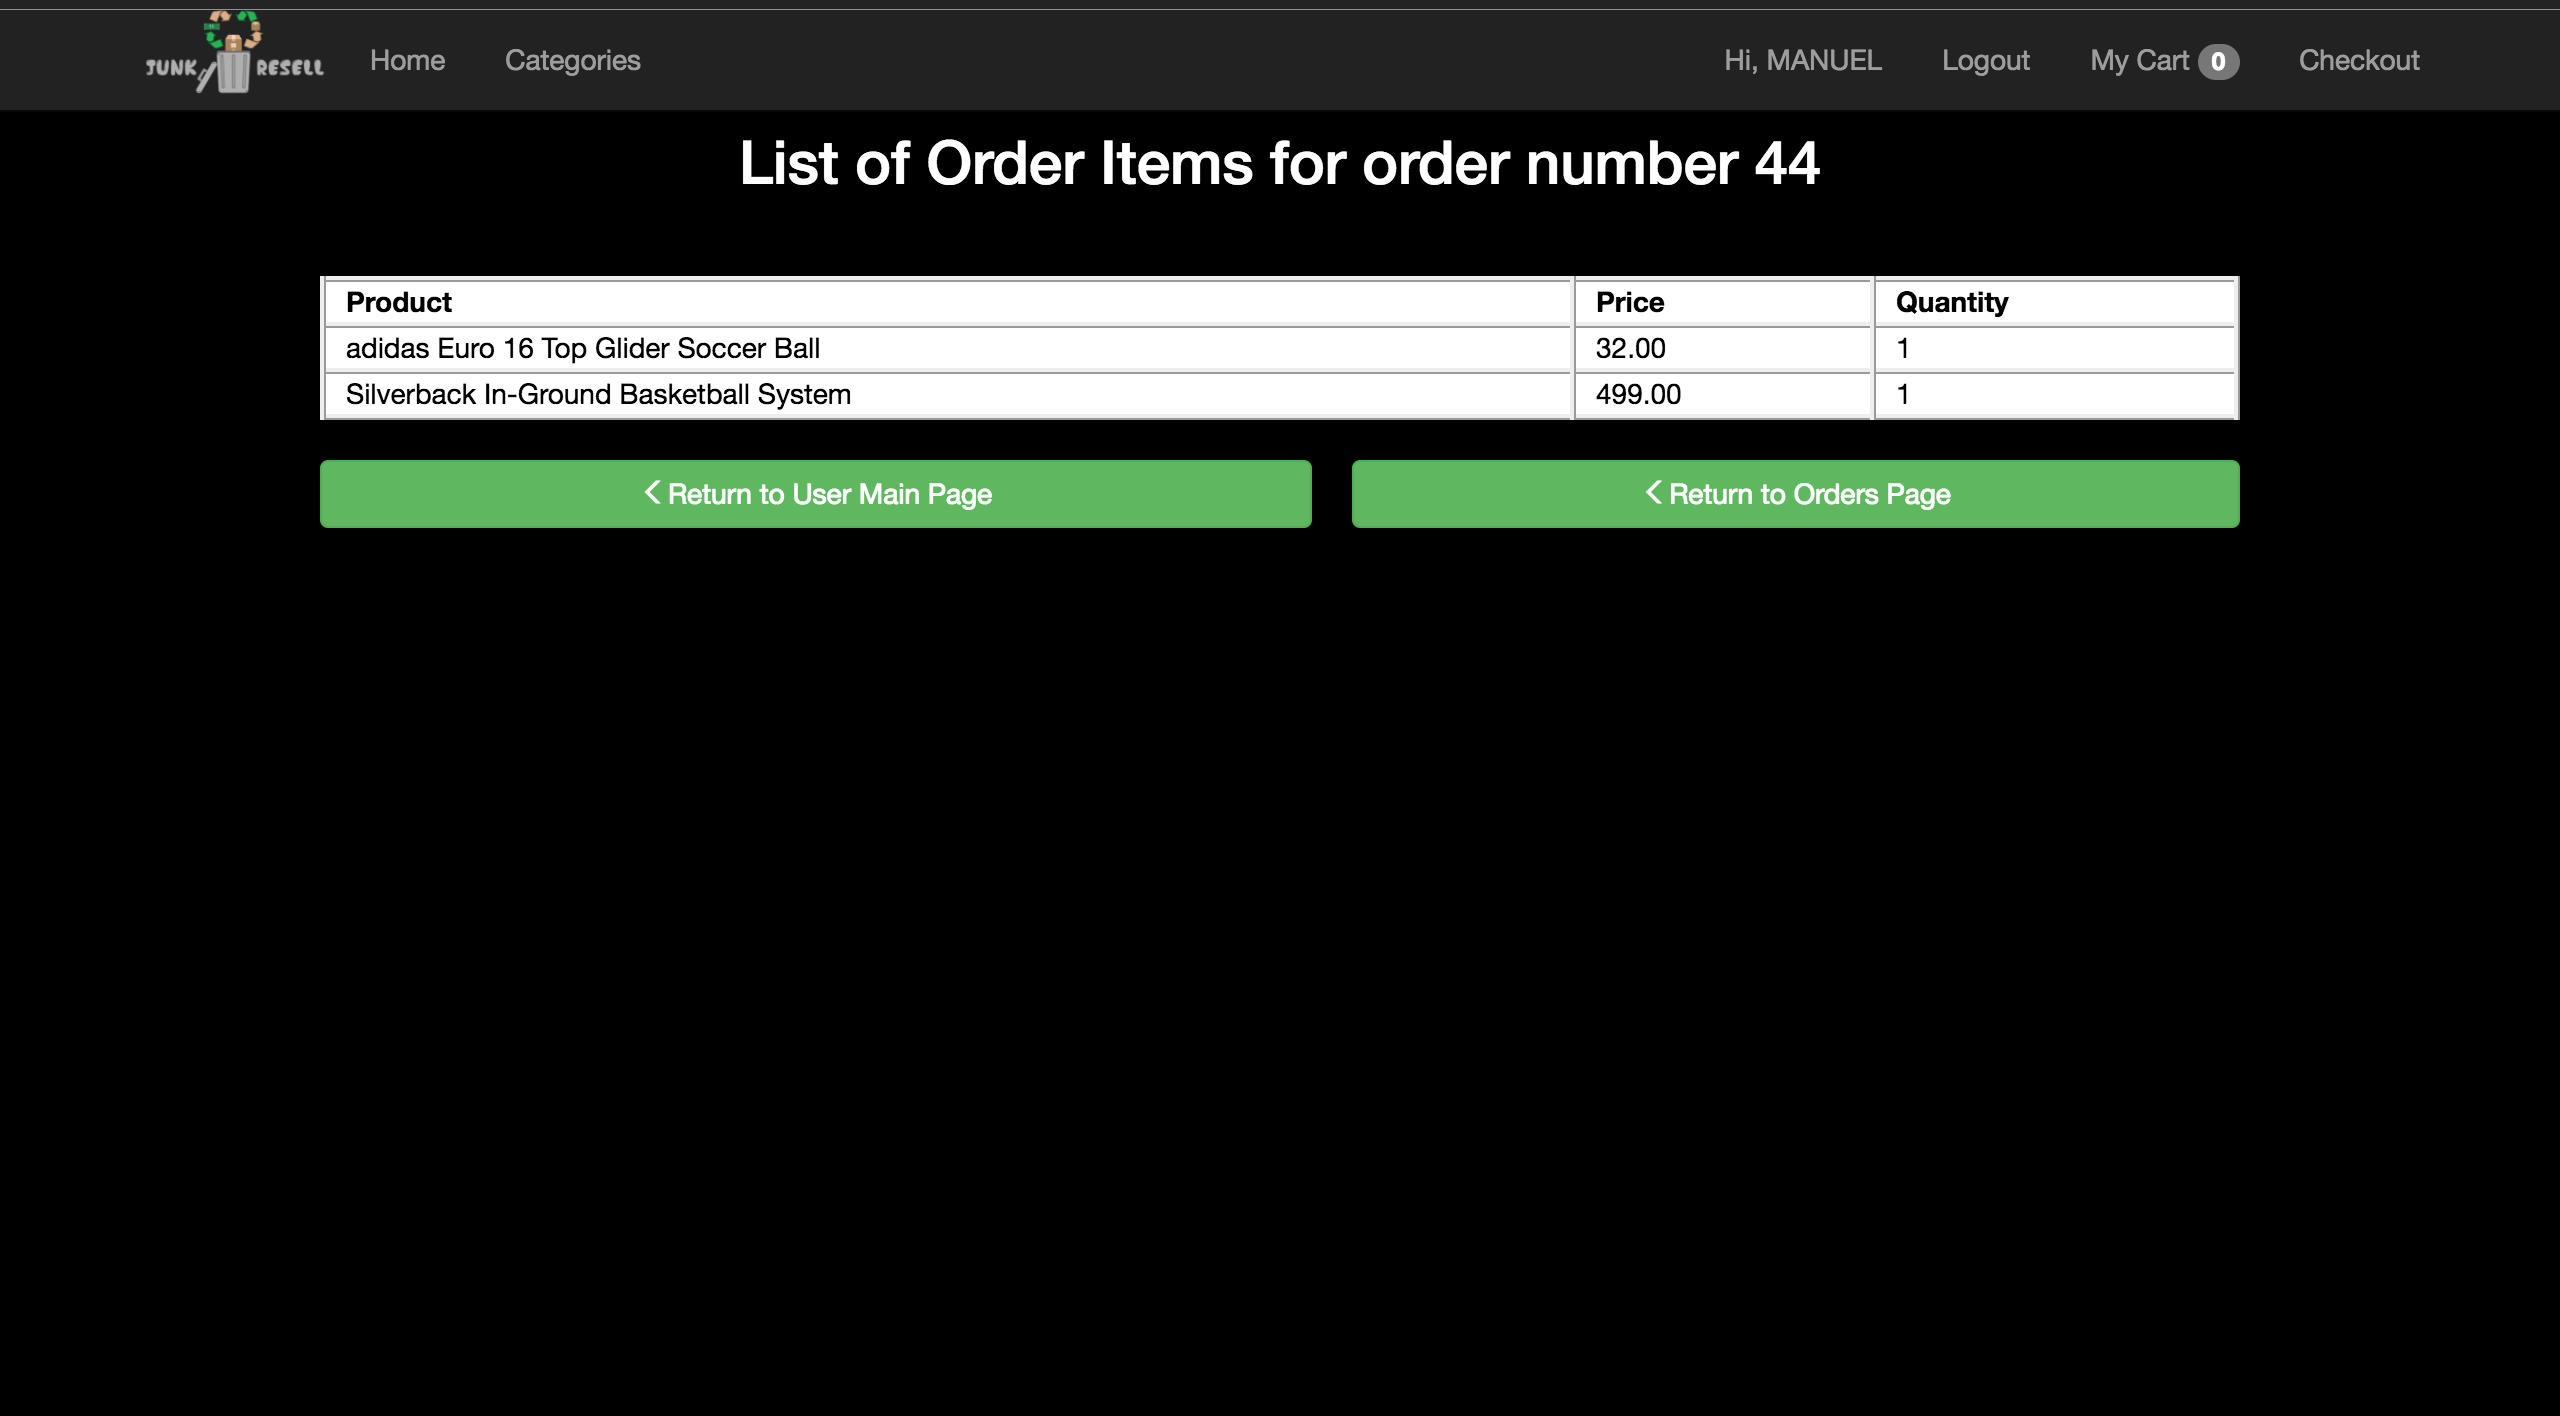 JUNK RESELL Home Categories Hi, MANUEL Logout My Cart 0 Checkout
List of Order Items for order number 44
Product Price Quantity
adidas Euro 16 Top Glider Soccer Ball 32.00 1
Silverback In-Ground Basketball System 499.00 1
Return to User Main Page Return to Orders Page